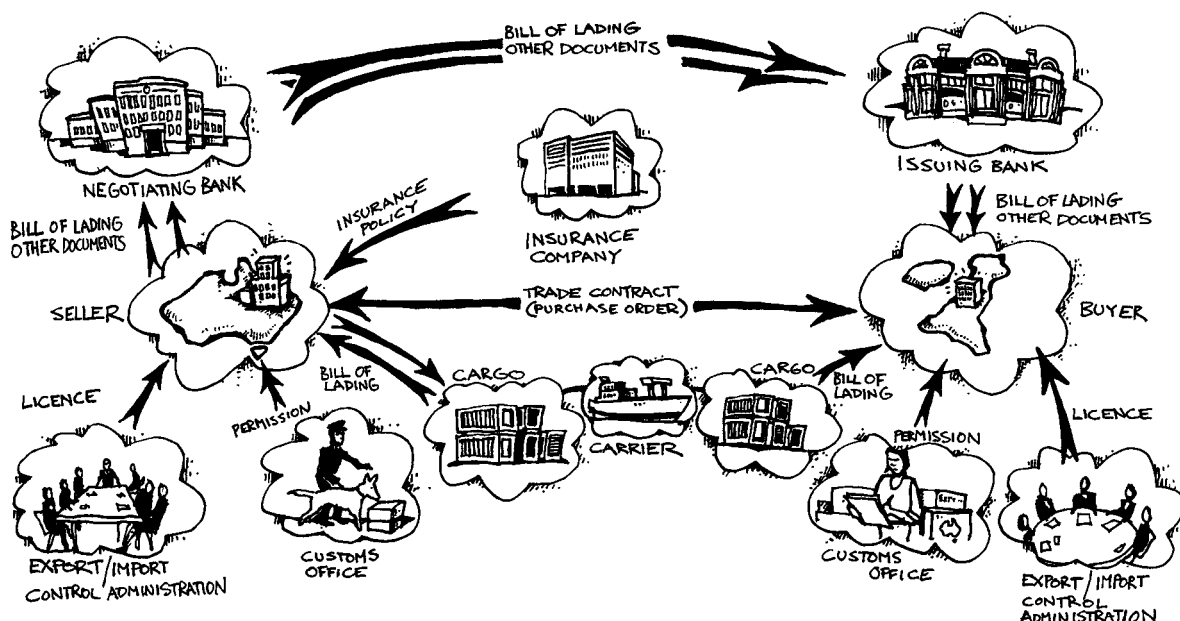 BILL OF LADING
OTHER DOCUMENTS
NEGOTIATING BANK
ISSUING BANK
INSURANCE
POLICY
INSURANCE
COMPANY
BILL OF LADING
OTHER DOCUMENTS
BILL OF LADING
OTHER DOCUMENTS
SELLER
TRADE CONTRACT
(PURCHASE ORDER)
BUYER
BILL OF
LADING
CARGO
CARRIER
CARGO
BILL OF
LADING
LICENCE
PERMISSION
PERMISSION
LICENCE
CUSTOMS
OFFICE
CUSTOMS
OFFICE
EXPORT/IMPORT
CONTROL ADMINISTRATION
EXPORT/IMPORT
CONTROL
ADMINISTRATION